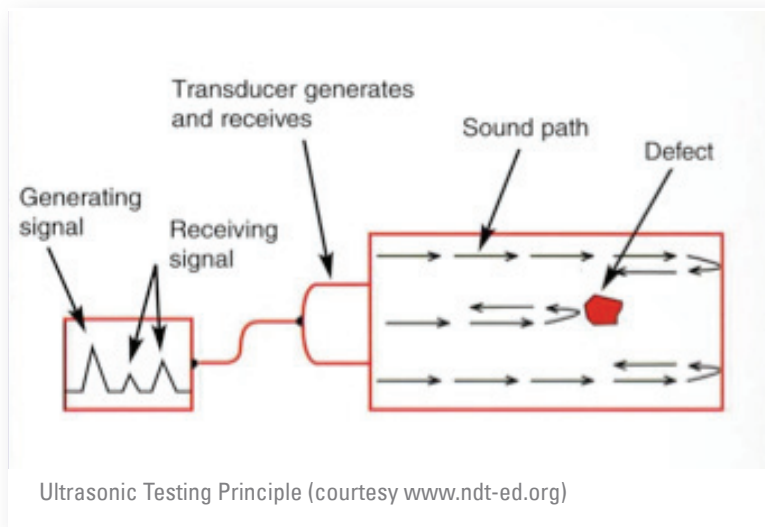 Transducer generates
and receives
Sound path
Defect
Generating
signal
Receiving
signal
Ultrasonic Testing Principle (courtesy www.ndt-ed.org)